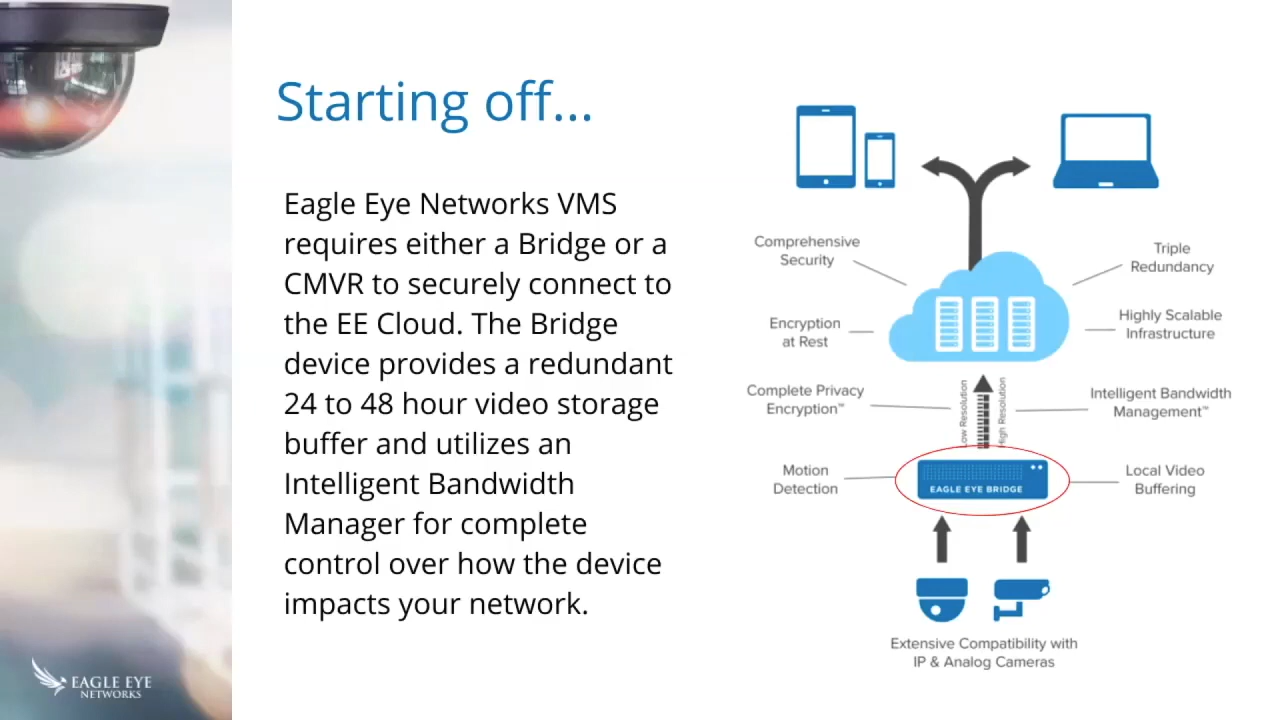 Starting off...
Eagle Eye Networks VMS
requires either a Bridge or a
CMVR to securely connect to
the EE Cloud. The Bridge
device provides a redundant
24 to 48 hour video storage
buffer and utilizes an
Intelligent Bandwidth
Manager for complete
control over how the device
impacts your network.
Comprehensive
Security
Triple
Redundancy
Encryption
at Rest
Highly Scalable
Infrastructure
Complete Privacy
Encryption™
Low Resolution
High Resolution
Intelligent Bandwidth
Management™
Motion
Detection
EAGLE EYE BRIDGE
Local Video
Buffering
Extensive Compatibility with
IP & Analog Cameras
EAGLE EYE
NETWORKS